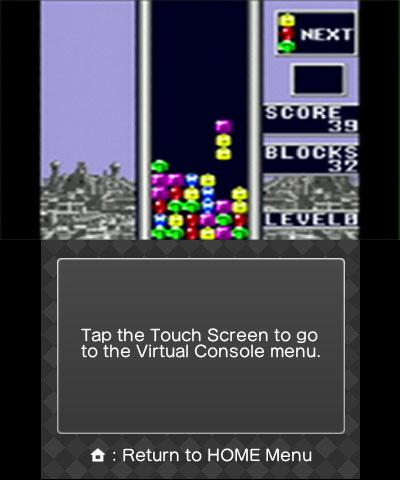 NEXT
SCORE
39
BLOCKS
32
LEVEL0
Tap the Touch Screen to go
to the Virtual Console menu.
: Return to HOME Menu